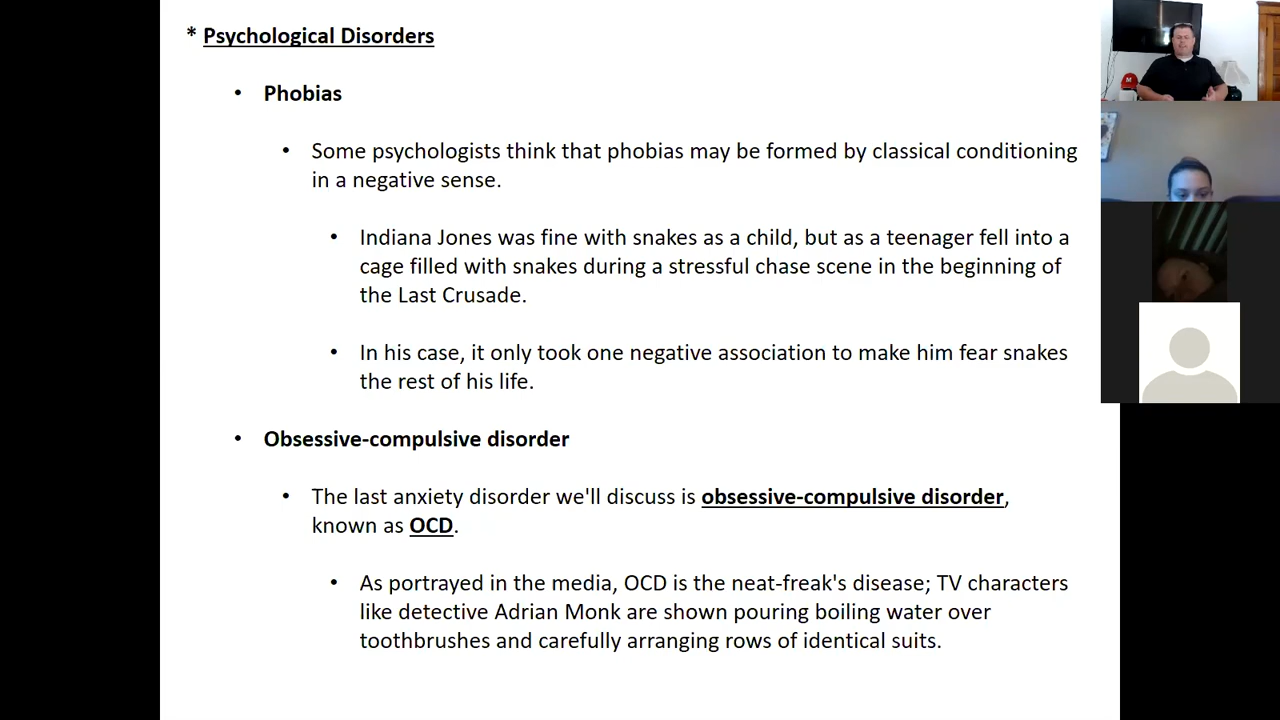 * Psychological Disorders
• Phobias
• Some psychologists think that phobias may be formed by classical conditioning
in a negative sense.
• Indiana Jones was fine with snakes as a child, but as a teenager fell into a
cage filled with snakes during a stressful chase scene in the beginning of
the Last Crusade.
• In his case, it only took one negative association to make him fear snakes
the rest of his life.
• Obsessive-compulsive disorder
• The last anxiety disorder we'll discuss is obsessive-compulsive disorder,
known as OCD.
• As portrayed in the media, OCD is the neat-freak's disease; TV characters
like detective Adrian Monk are shown pouring boiling water over
toothbrushes and carefully arranging rows of identical suits.
M